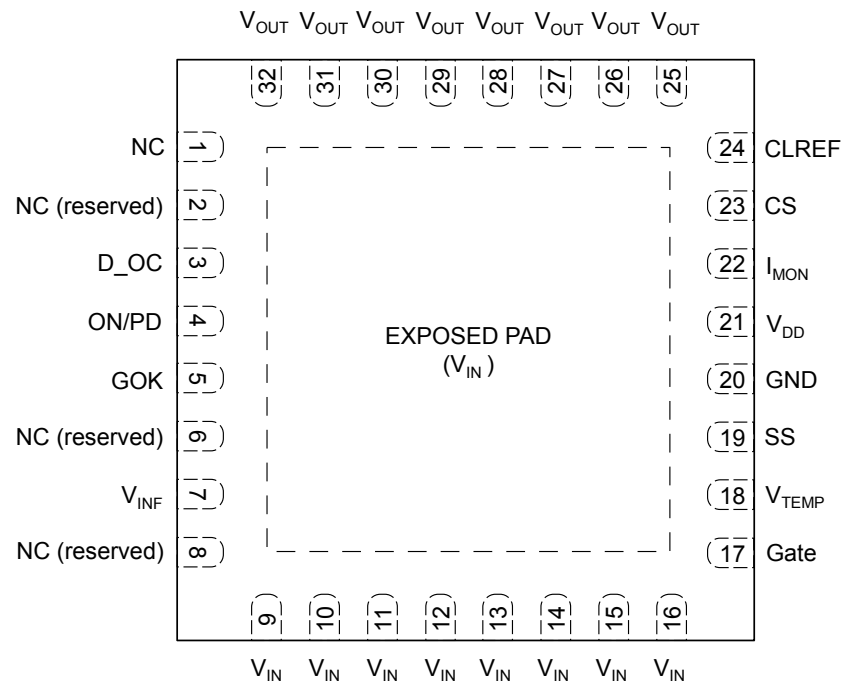 VOUT VOUT VOUT VOUT VOUT VOUT VOUT VOUT
32 31 30 29 28 27 26 25
NC 1
24 CLREF
NC (reserved) 2
23 CS
D_OC 3
22 IMON
ON/PD 4
21 VDD
EXPOSED PAD
(VIN)
GOK 5
20 GND
NC (reserved) 6
19 SS
VINF 7
18 VTEMP
NC (reserved) 8
17 Gate
9 10 11 12 13 14 15 16
VIN VIN VIN VIN VIN VIN VIN VIN